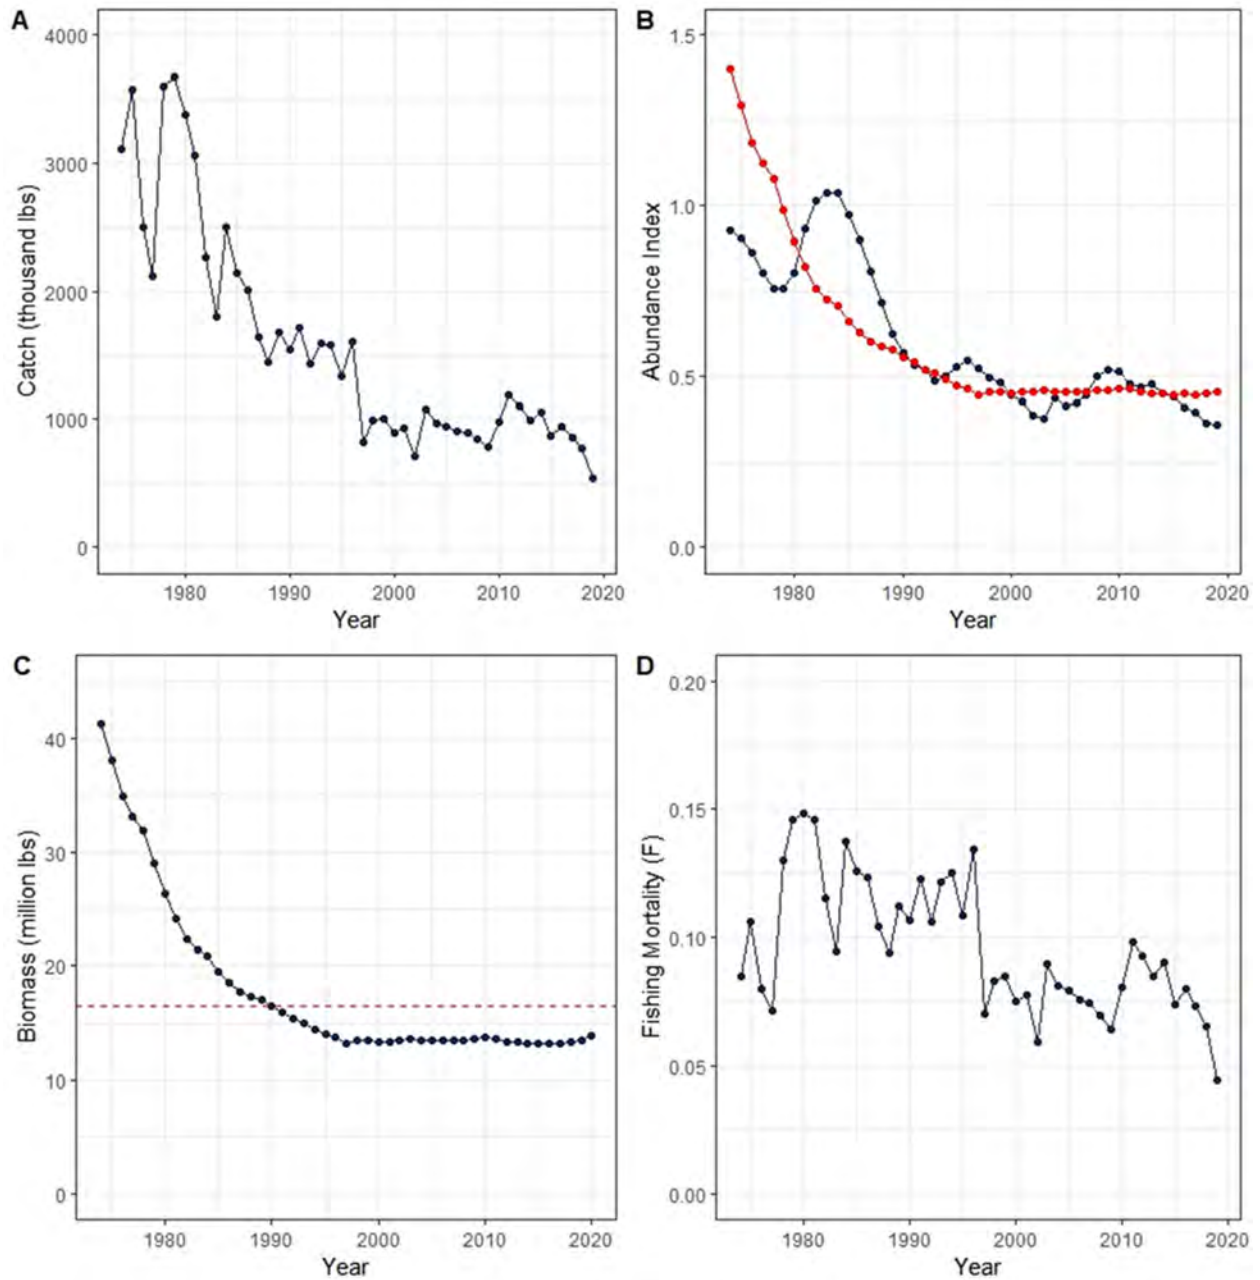 A
Catch (thousand lbs)
4000
3000
2000
1000
0
1980 1990 2000 2010 2020
Year
B
Abundance Index
1.5
1.0
0.5
0.0
1980 1990 2000 2010 2020
Year
C
Biomass (million lbs)
40
30
20
10
0
1980 1990 2000 2010 2020
Year
D
Fishing Mortality (F)
0.20
0.15
0.10
0.05
0.00
1980 1990 2000 2010 2020
Year